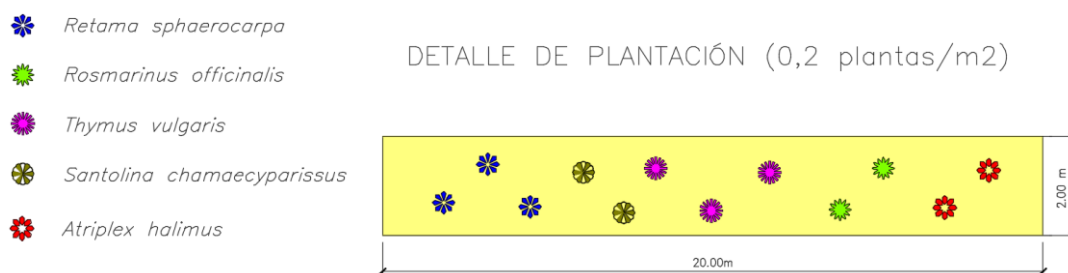 Retama sphaerocarpa
Rosmarinus officinalis
Thymus vulgaris
Santolina chamaecyparissus
Atriplex halimus
DETALLE DE PLANTACIÓN (0,2 plantas/m2)
2.00 m
20.00m